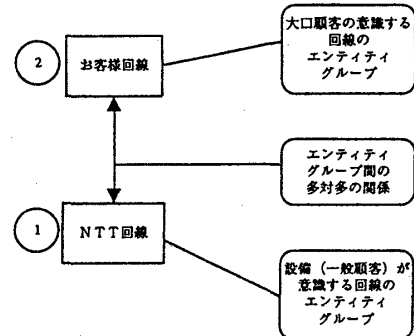 大口顧客の意識する
回線の
エンティティ
グループ
2
お客様回線
エンティティ
グループ間の
多対多の関係
1
NTT回線
設備(一般顧客)が
意識する回線の
エンティティ
グループ